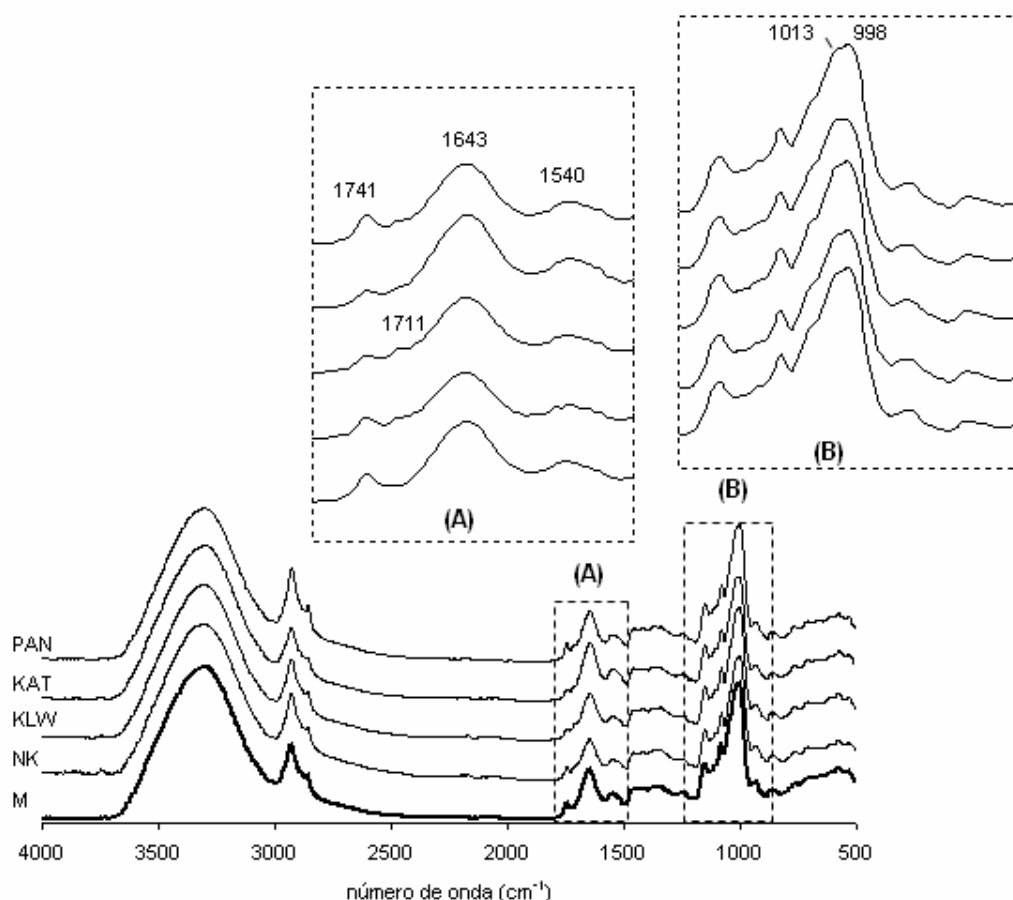 1013 998
1643
1741 1540
1711
(A)
(B)
(B)
(A)
PAN
KAT
KLW
NK
M
4000 3500 3000 2500 2000 1500 1000 500
número de onda (cm⁻¹)